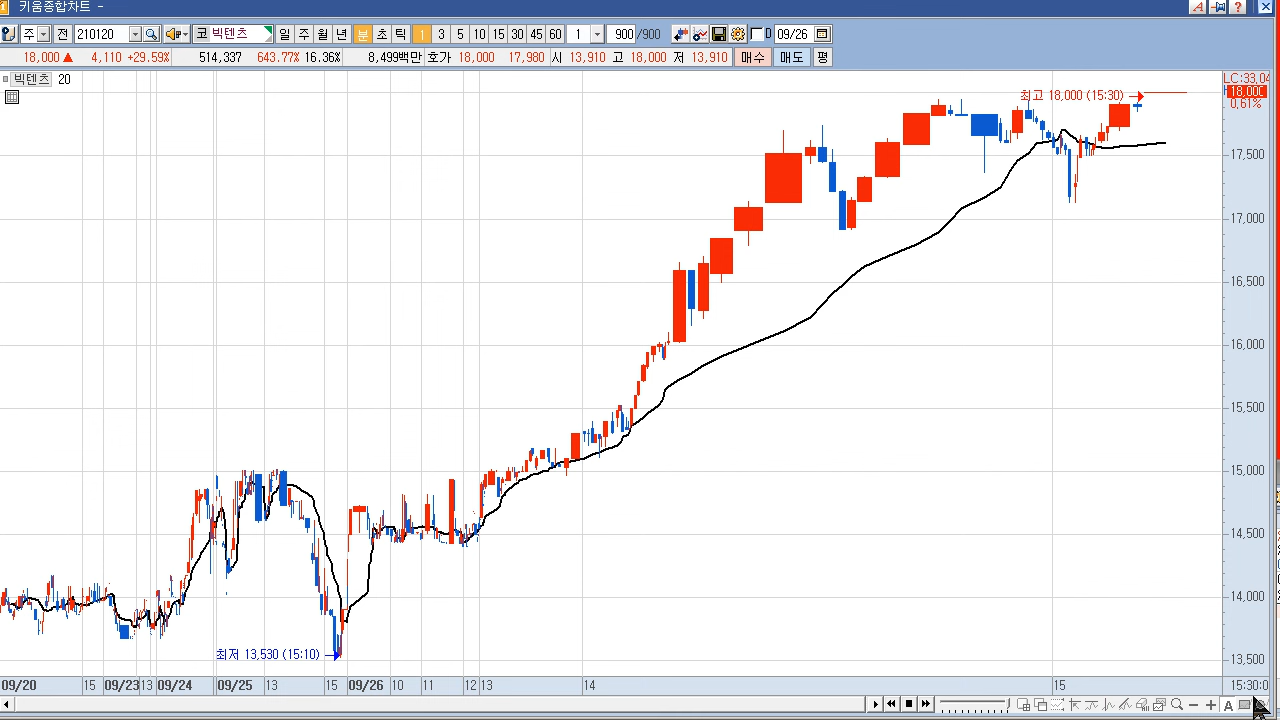 키움종합차트 -
주 전 210120 코 빅텐츠 일 주 월 년 분 초 틱 1 3 5 10 15 30 45 60 1 900 /900 D 09/26
18,000 ▲ 4,110 +29.59% 514,337 643.77% 16.36% 8,499백만 호가 18,000 17,980 시 13,910 고 18,000 저 13,910 매수 매도 평
빅텐츠 20
LC:33,04
최고 18,000 (15:30)
18,000
0.61%
17,500
17,000
16,500
16,000
15,500
15,000
14,500
14,000
최저 13,530 (15:10)
13,500
09/20 15 09/23 13 09/24 09/25 13 15 09/26 10 11 12 13 14 15 15:30:0
A